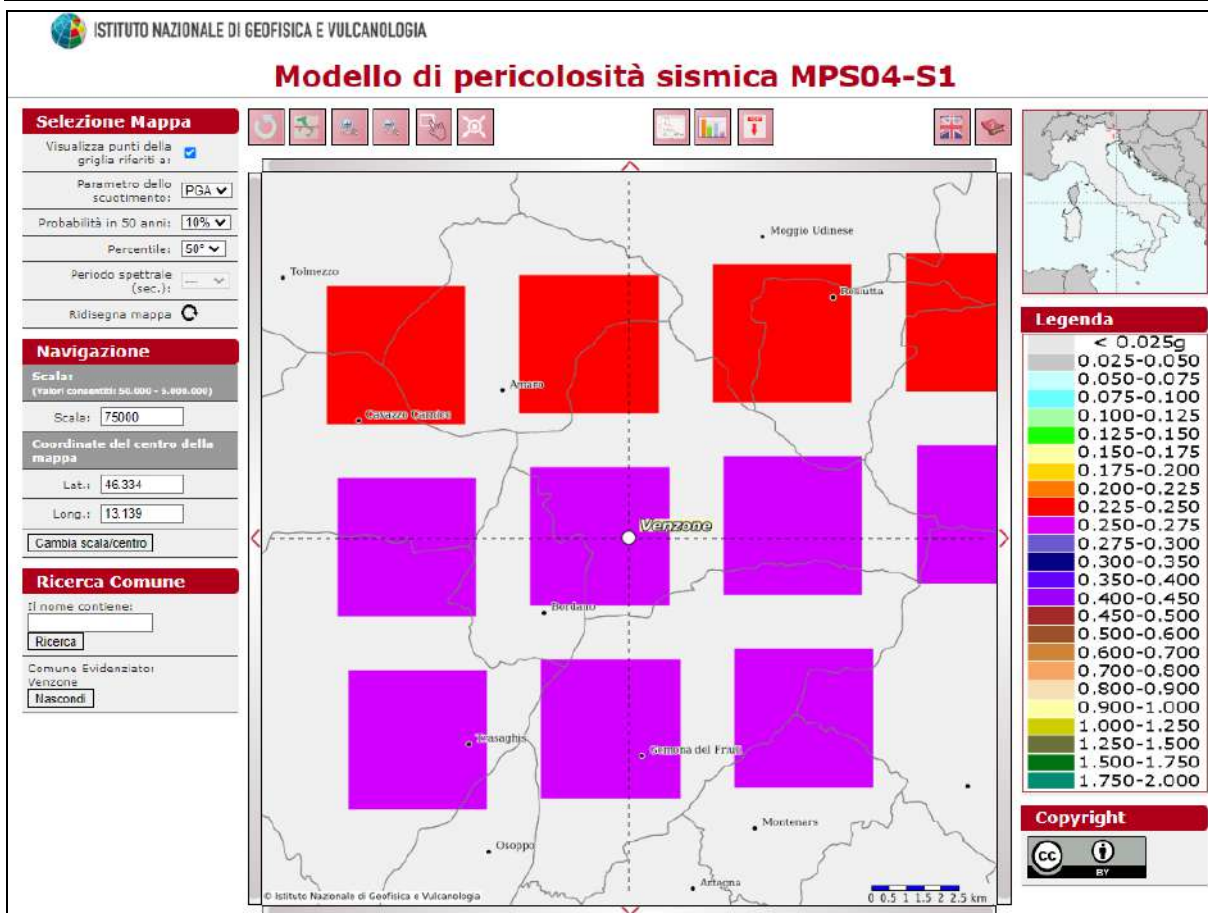 ISTITUTO NAZIONALE DI GEOFISICA E VULCANOLOGIA
Modello di pericolosità sismica MPS04-S1
Selezione Mappa
Visualizza punti della
griglia riferiti a:
Parametro dello
scuotimento:
PGA
Probabilità in 50 anni:
10%
Percentile:
50°
Periodo spettrale
(sec.):
---
Ridisegna mappa
Navigazione
Scala:
(Valori consentiti: 50.000 - 5.000.000)
Scala:
75000
Coordinate del centro della
mappa
Lat.:
46.334
Long.:
13.139
Cambia scala/centro
Ricerca Comune
Il nome contiene:
Ricerca
Comune Evidenziato:
Venzone
Nascondi
Moggio Udinese
Tolmezzo
Resiutta
Amaro
Cavazzo Carnico
Venzone
Bordano
Trasaghis
Gemona del Friuli
Montenars
Osoppo
Artegna
© Istituto Nazionale di Geofisica e Vulcanologia
0 0.5 1 1.5 2 2.5 km
Legenda
< 0.025g
0.025-0.050
0.050-0.075
0.075-0.100
0.100-0.125
0.125-0.150
0.150-0.175
0.175-0.200
0.200-0.225
0.225-0.250
0.250-0.275
0.275-0.300
0.300-0.350
0.350-0.400
0.400-0.450
0.450-0.500
0.500-0.600
0.600-0.700
0.700-0.800
0.800-0.900
0.900-1.000
1.000-1.250
1.250-1.500
1.500-1.750
1.750-2.000
Copyright
cc
BY